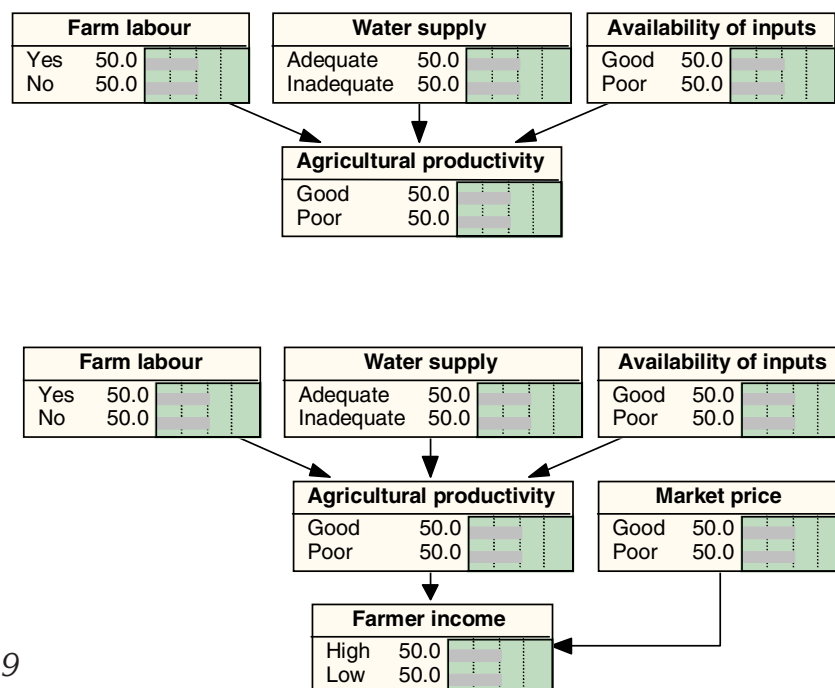 Farm labour
Yes 50.0
No 50.0
Water supply
Adequate 50.0
Inadequate 50.0
Availability of inputs
Good 50.0
Poor 50.0
Agricultural productivity
Good 50.0
Poor 50.0
Farm labour
Yes 50.0
No 50.0
Water supply
Adequate 50.0
Inadequate 50.0
Availability of inputs
Good 50.0
Poor 50.0
Agricultural productivity
Good 50.0
Poor 50.0
Market price
Good 50.0
Poor 50.0
Farmer income
High 50.0
Low 50.0
9